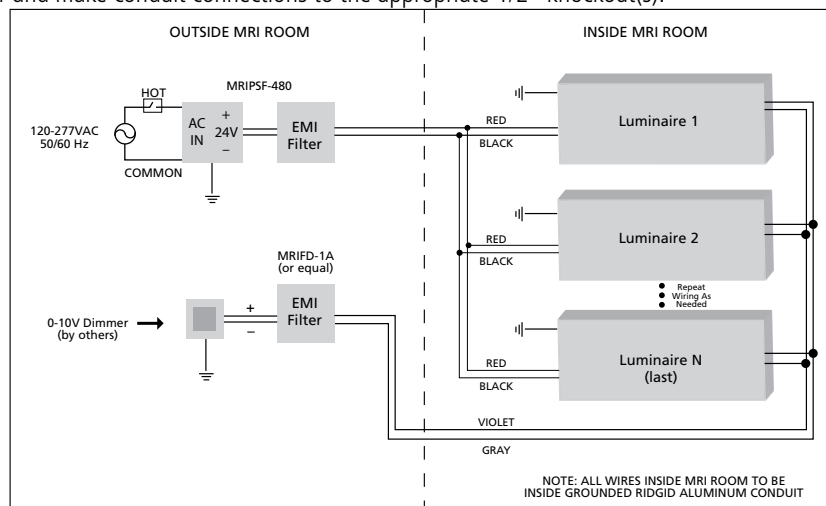 and make conduit connections to the appropriate 1/2" knockout(s).
OUTSIDE MRI ROOM
INSIDE MRI ROOM
HOT
MRIPSF-480
120-277VAC
50/60 Hz
AC
IN
+
24V
–
EMI
Filter
COMMON
RED
BLACK
Luminaire 1
RED
BLACK
Luminaire 2
Repeat
Wiring As
Needed
MRIFD-1A
(or equal)
0-10V Dimmer
(by others)
+
–
EMI
Filter
RED
BLACK
Luminaire N
(last)
VIOLET
GRAY
NOTE: ALL WIRES INSIDE MRI ROOM TO BE
INSIDE GROUNDED RIDGID ALUMINUM CONDUIT